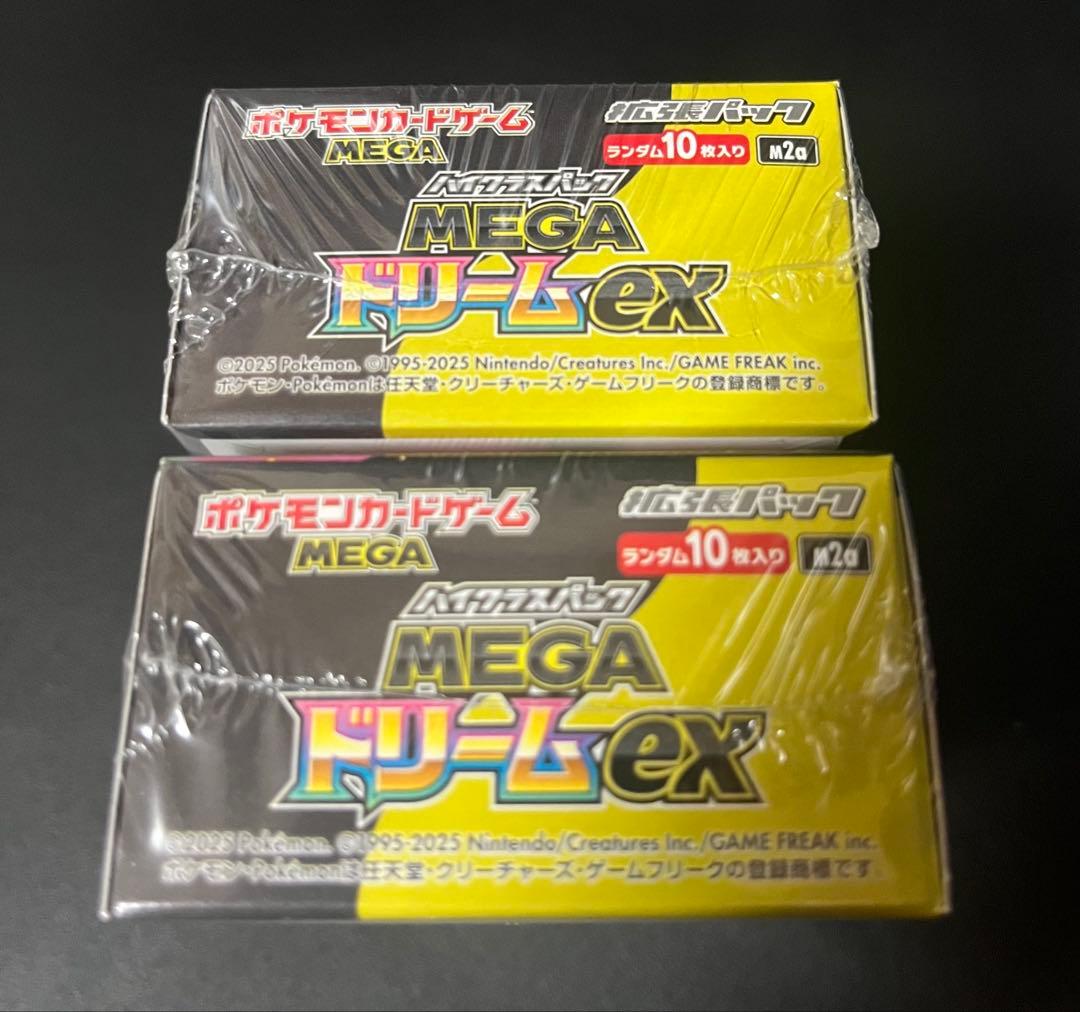 ポケモンカードゲーム
MEGA
拡張パック
ランダム10枚入り M2a
ハイクラスパック
MEGA
ドリームex
©2025 Pokémon. ©1995-2025 Nintendo/Creatures Inc./GAME FREAK inc.
ポケモン・Pokémonは任天堂・クリーチャーズ・ゲームフリークの登録商標です。
ポケモンカードゲーム
MEGA
拡張パック
ランダム10枚入り M2a
ハイクラスパック
MEGA
ドリームex
©2025 Pokémon. ©1995-2025 Nintendo/Creatures Inc./GAME FREAK inc.
ポケモン・Pokémonは任天堂・クリーチャーズ・ゲームフリークの登録商標です。